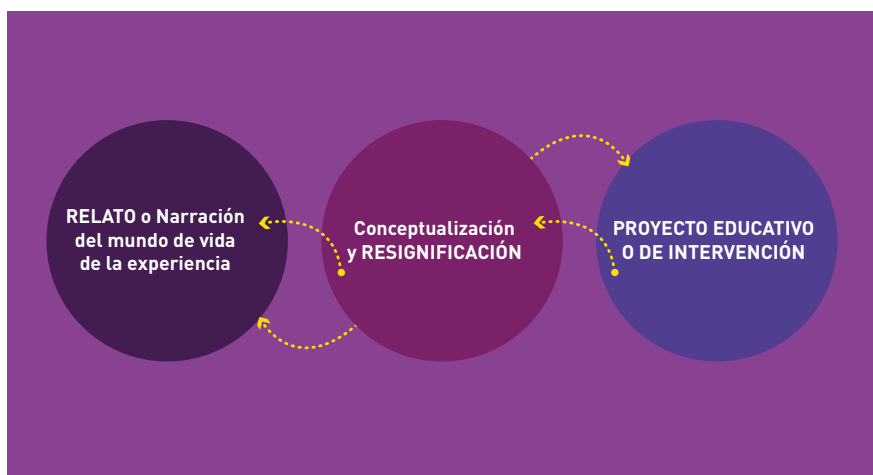 RELATO o Narración
del mundo de vida
de la experiencia
Conceptualización
y RESIGNIFICACIÓN
PROYECTO EDUCATIVO
O DE INTERVENCIÓN